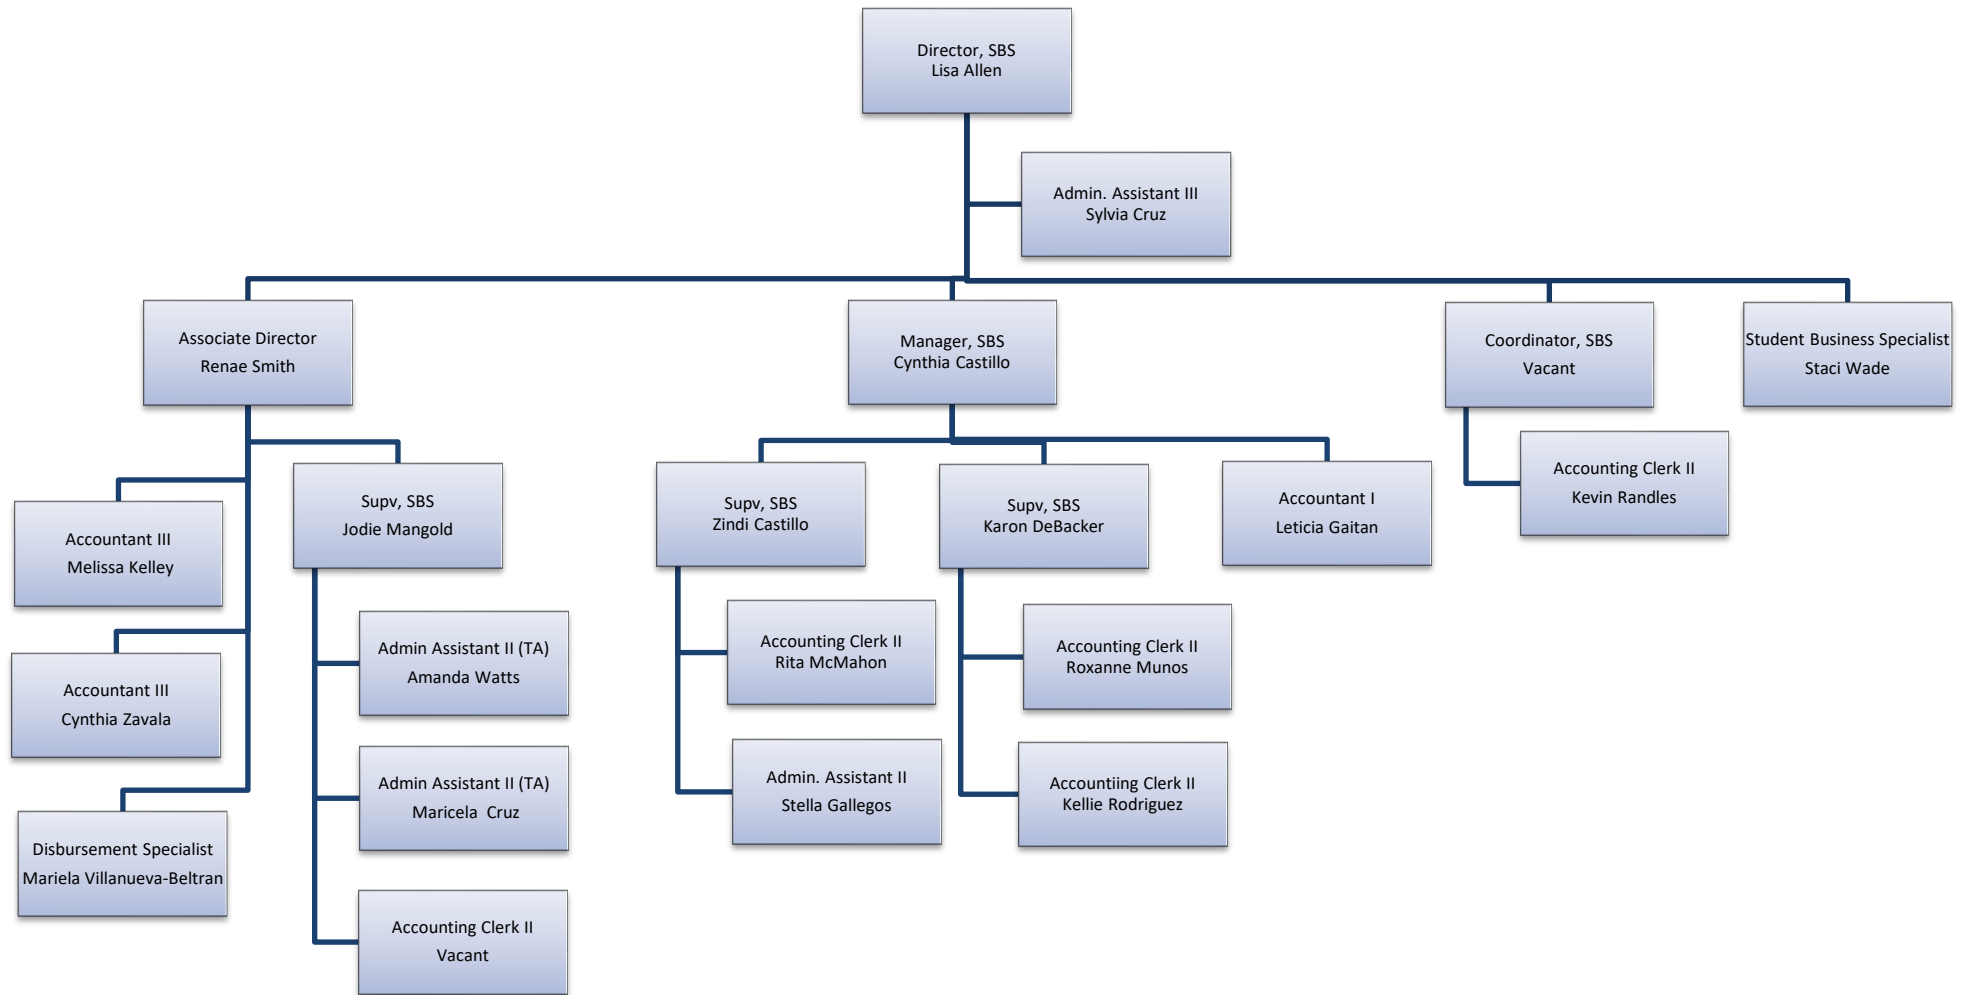 Director, SBS
Lisa Allen
Admin. Assistant III
Sylvia Cruz
Associate Director
Renae Smith
Manager, SBS
Cynthia Castillo
Coordinator, SBS
Vacant
Student Business Specialist
Staci Wade
Accountant III
Melissa Kelley
Supv, SBS
Jodie Mangold
Supv, SBS
Zindi Castillo
Supv, SBS
Karon DeBacker
Accountant I
Leticia Gaitan
Accounting Clerk II
Kevin Randles
Accountant III
Cynthia Zavala
Admin Assistant II (TA)
Amanda Watts
Accounting Clerk II
Rita McMahon
Accounting Clerk II
Roxanne Munos
Disbursement Specialist
Mariela Villanueva-Beltran
Admin Assistant II (TA)
Maricela  Cruz
Admin. Assistant II
Stella Gallegos
Accountiing Clerk II
Kellie Rodriguez
Accounting Clerk II
Vacant